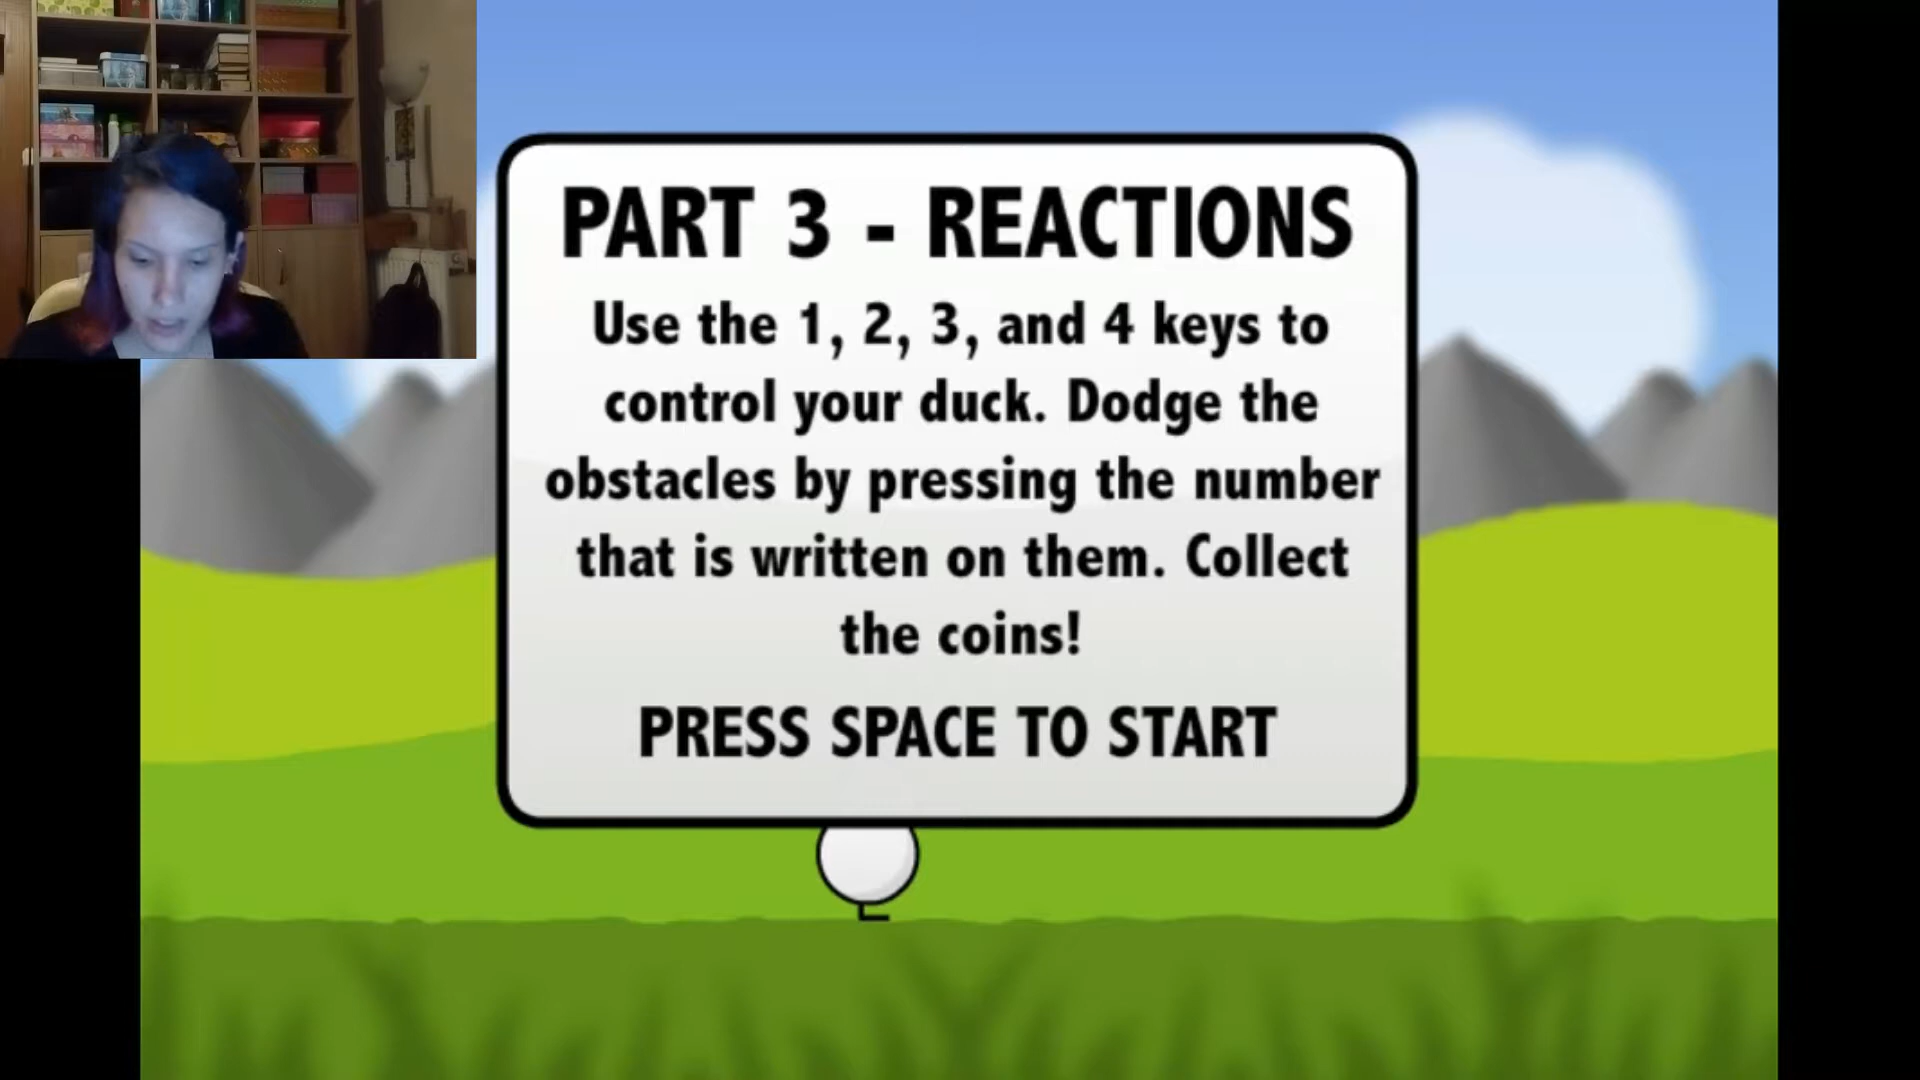 PART 3 - REACTIONS
Use the 1, 2, 3, and 4 keys to
control your duck. Dodge the
obstacles by pressing the number
that is written on them. Collect
the coins!
PRESS SPACE TO START